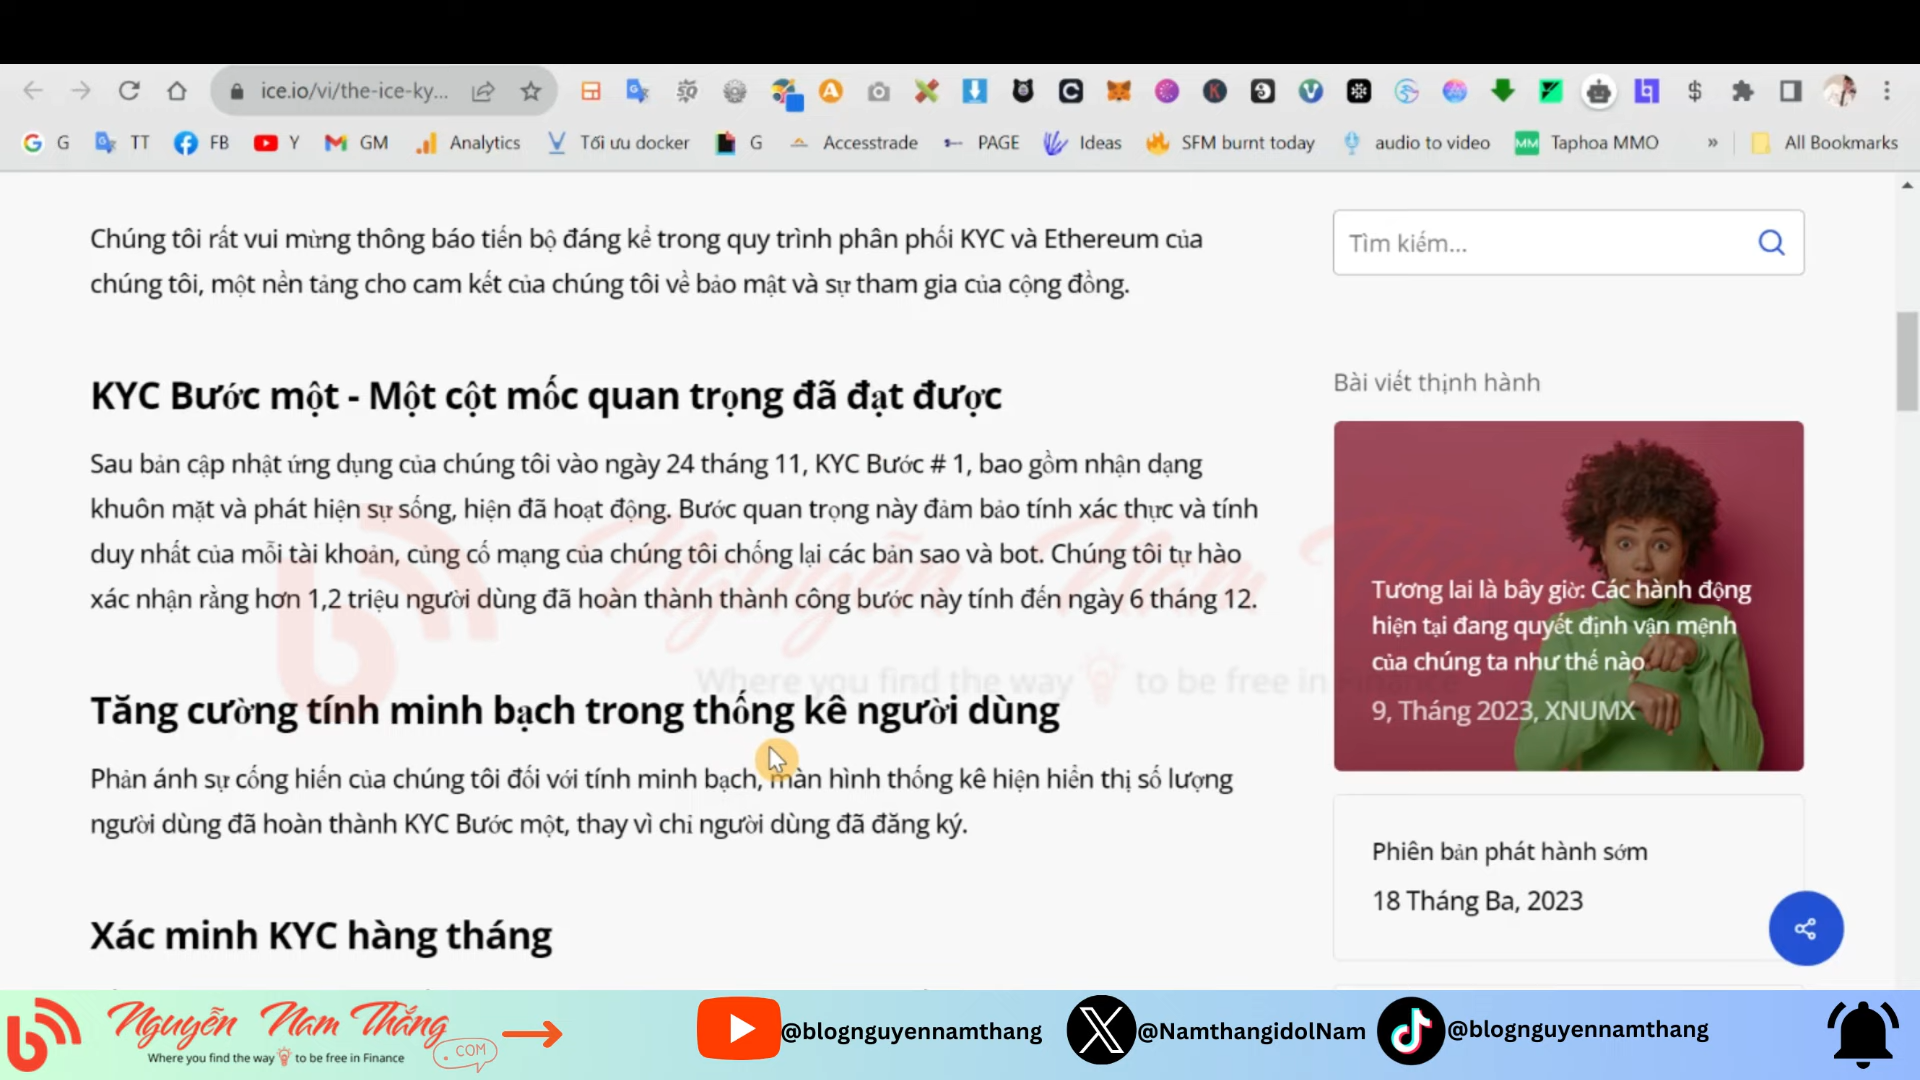 ice.io/vi/the-ice-ky...
G
TT
FB
Y
GM
Analytics
Tối ưu docker
G
Accesstrade
PAGE
Ideas
SFM burnt today
audio to video
Taphoa MMO
»
All Bookmarks
Chúng tôi rất vui mừng thông báo tiến bộ đáng kể trong quy trình phân phối KYC và Ethereum của
chúng tôi, một nền tảng cho cam kết của chúng tôi về bảo mật và sự tham gia của cộng đồng.
KYC Bước một - Một cột mốc quan trọng đã đạt được
Sau bản cập nhật ứng dụng của chúng tôi vào ngày 24 tháng 11, KYC Bước # 1, bao gồm nhận dạng
khuôn mặt và phát hiện sự sống, hiện đã hoạt động. Bước quan trọng này đảm bảo tính xác thực và tính
duy nhất của mỗi tài khoản, củng cố mạng của chúng tôi chống lại các bản sao và bot. Chúng tôi tự hào
xác nhận rằng hơn 1,2 triệu người dùng đã hoàn thành thành công bước này tính đến ngày 6 tháng 12.
Tăng cường tính minh bạch trong thống kê người dùng
Phản ánh sự cống hiến của chúng tôi đối với tính minh bạch, màn hình thống kê hiện hiển thị số lượng
người dùng đã hoàn thành KYC Bước một, thay vì chỉ người dùng đã đăng ký.
Xác minh KYC hàng tháng
Tìm kiếm...
Bài viết thịnh hành
Tương lai là bây giờ: Các hành động
hiện tại đang quyết định vận mệnh
của chúng ta như thế nào
9, Tháng 2023, XNUMX
Phiên bản phát hành sớm
18 Tháng Ba, 2023
Nguyễn Nam Thắng
Where you find the way to be free in Finance
Nguyễn Nam Thắng
.COM
Where you find the way to be free in Finance
@blognguyennamthang
@NamthangidolNam
@blognguyennamthang